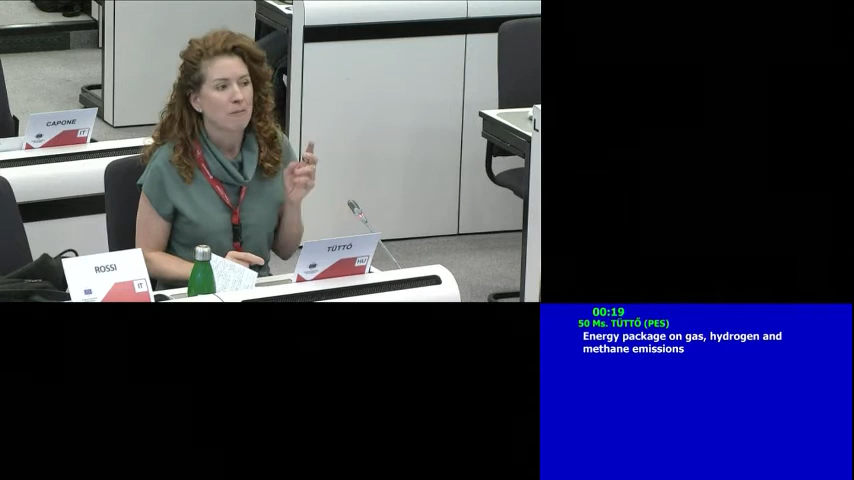 CAPONE
IT
TÜTTŐ
HU
ROSSI
IT
00:19
50 Ms. TÜTTŐ (PES)
Energy package on gas, hydrogen and
methane emissions